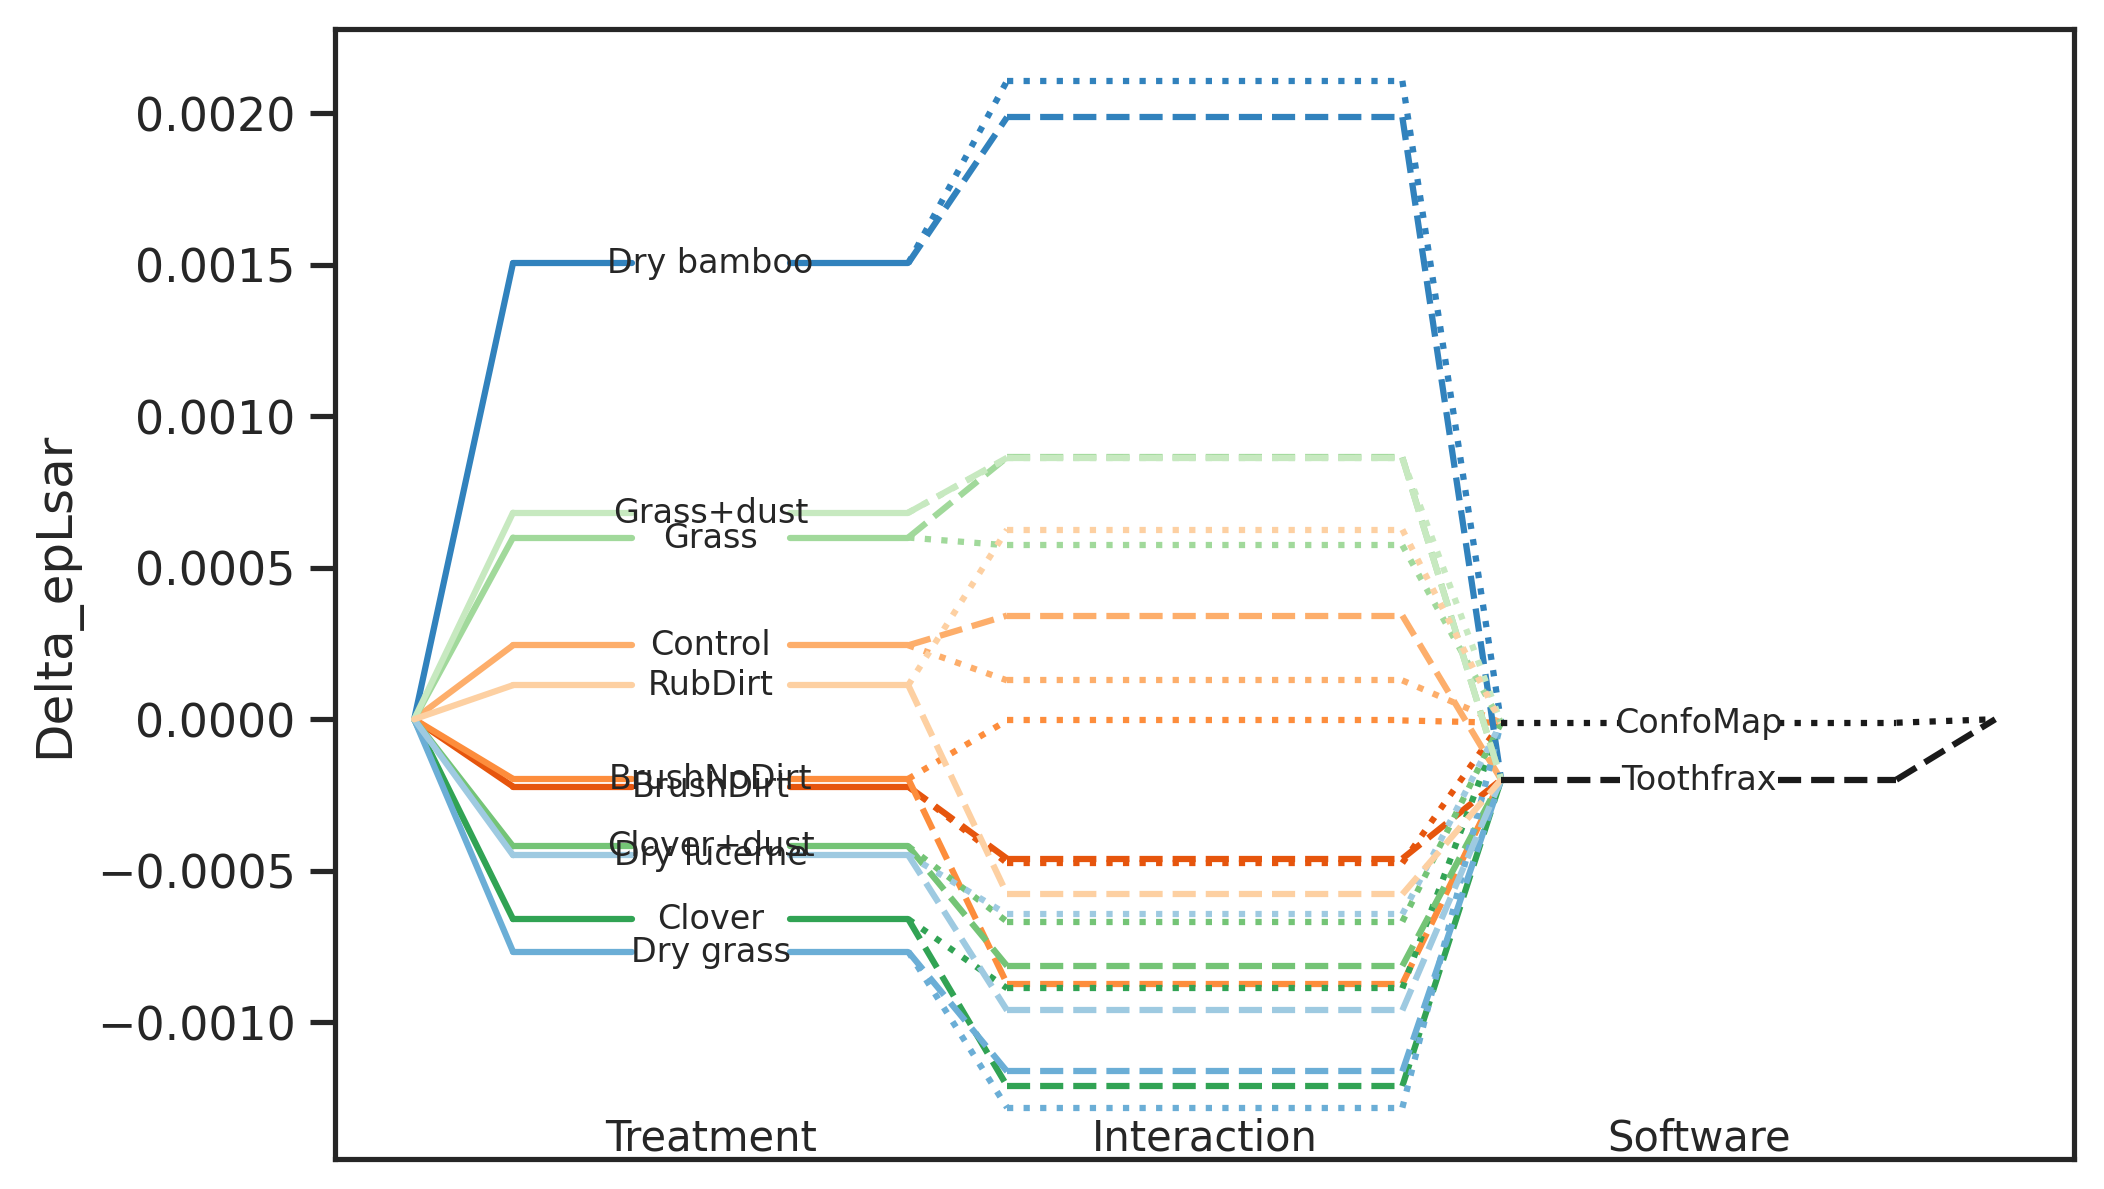 Delta_epLsar
0.0020
0.0015
0.0010
0.0005
0.0000
−0.0005
−0.0010
Dry bamboo
Grass+dust
Grass
Control
RubDirt
BrushNoDirt
BrushDirt
Clover+dust
Dry lucerne
Clover
Dry grass
ConfoMap
Toothfrax
Treatment
Interaction
Software